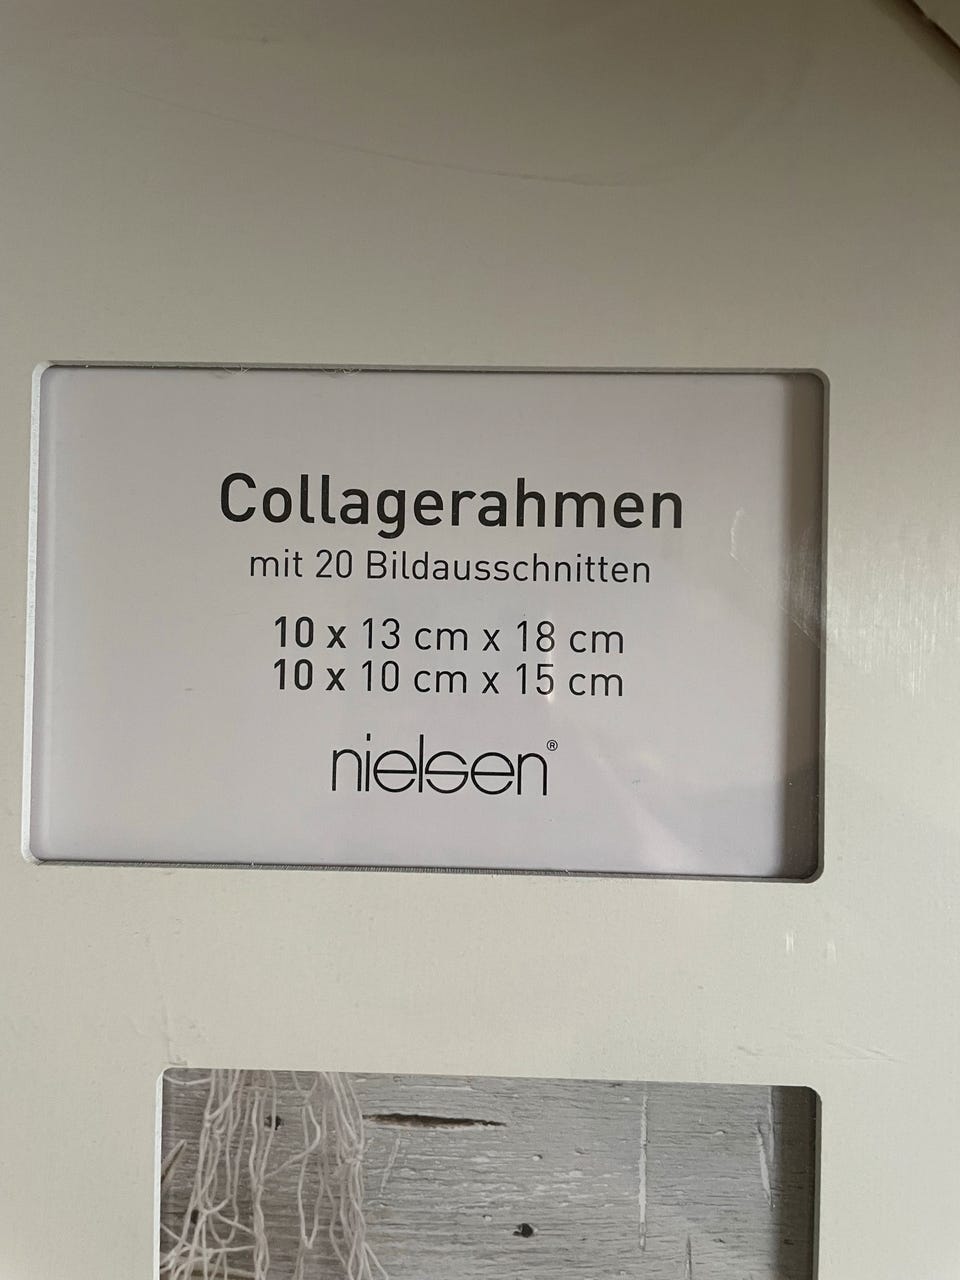 Collagerahmen
mit 20 Bildausschnitten
10 x 13 cm x 18 cm
10 x 10 cm x 15 cm
nielsen®